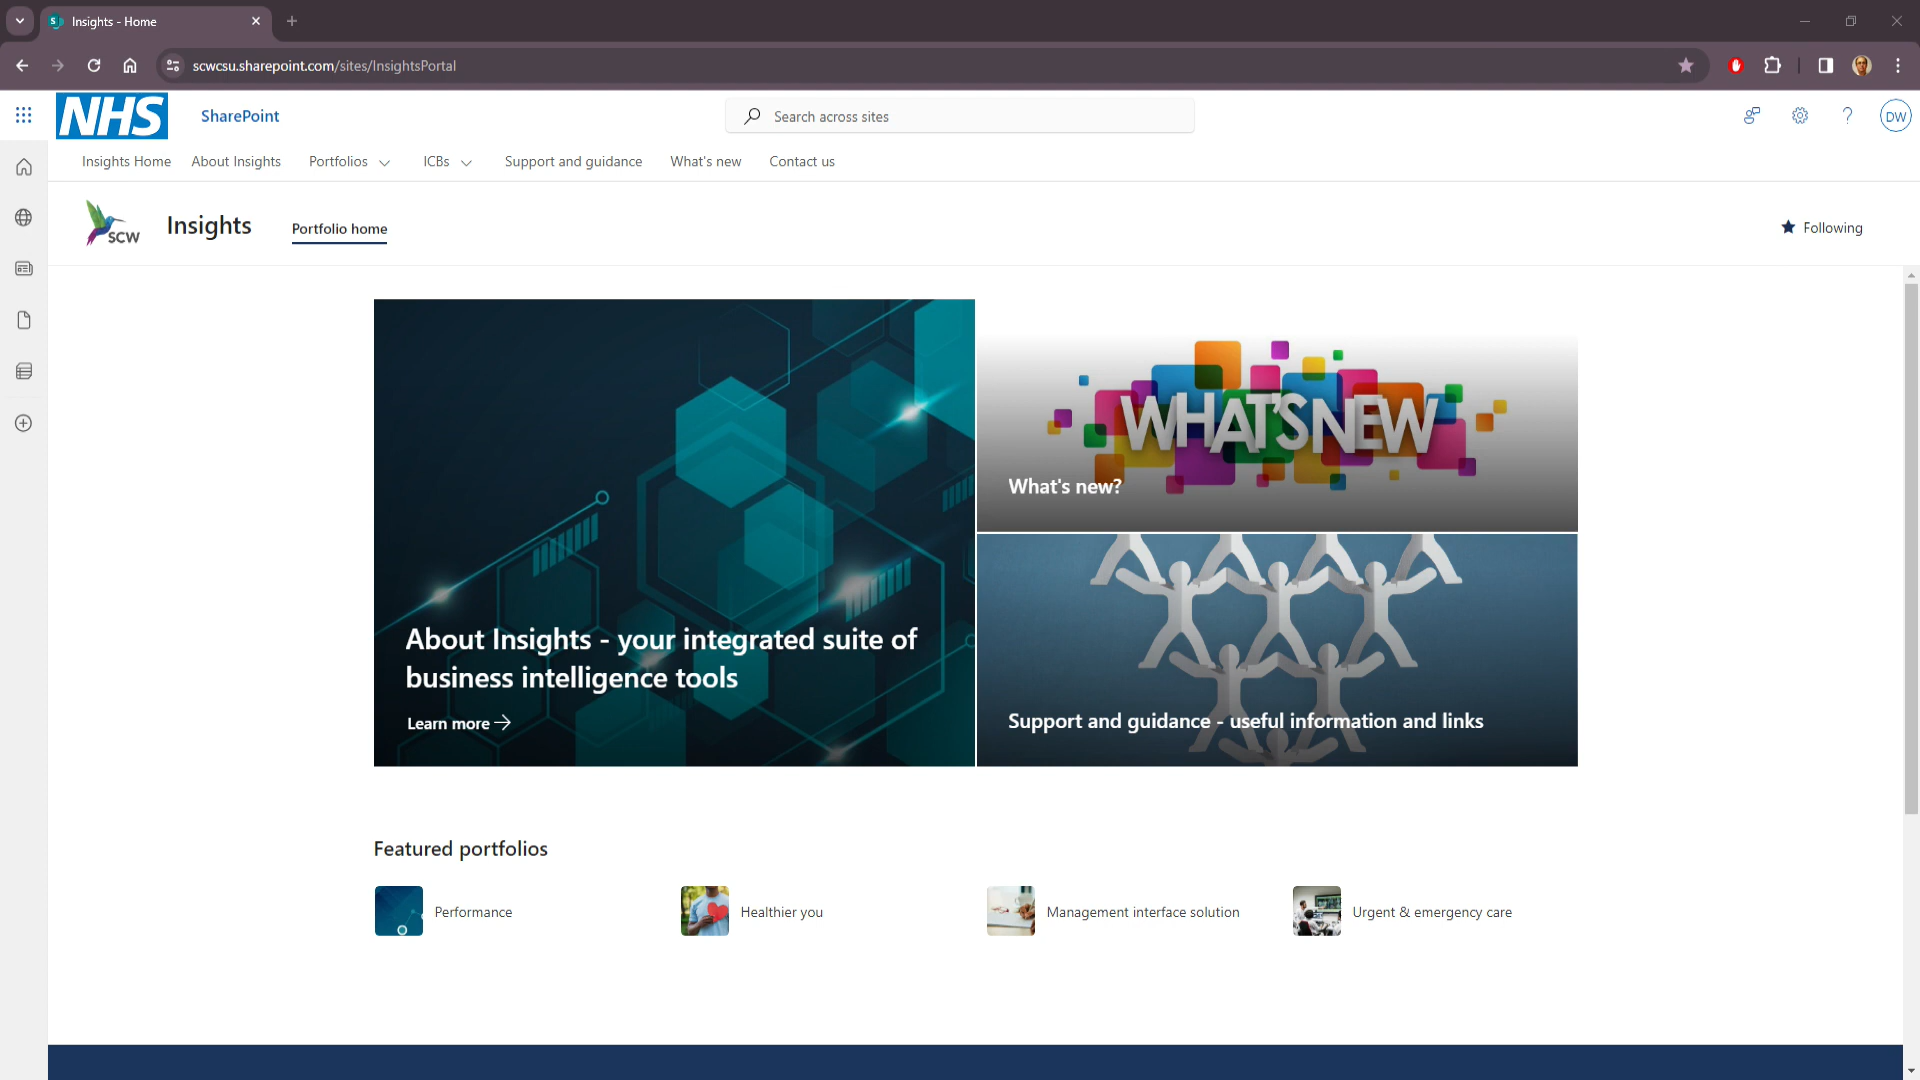 Insights - Home
scwcsu.sharepoint.com/sites/InsightsPortal
NHS SharePoint Search across sites DW
Insights Home About Insights Portfolios ICBs Support and guidance What's new Contact us
SCW Insights Portfolio home Following
WHAT'S NEW
What's new?
About Insights - your integrated suite of
business intelligence tools
Learn more
Support and guidance - useful information and links
Featured portfolios
Performance Healthier you Management interface solution Urgent & emergency care